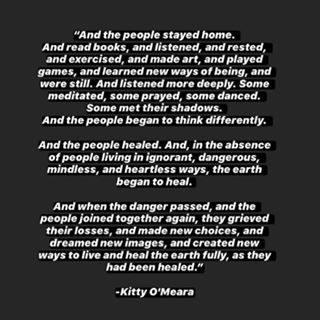 “And the people stayed home.
And read books, and listened, and rested,
and exercised, and made art, and played
games, and learned new ways of being, and
were still. And listened more deeply. Some
meditated, some prayed, some danced.
Some met their shadows.
And the people began to think differently.
And the people healed. And, in the absence
of people living in ignorant, dangerous,
mindless, and heartless ways, the earth
began to heal.
And when the danger passed, and the
people joined together again, they grieved
their losses, and made new choices, and
dreamed new images, and created new
ways to live and heal the earth fully, as they
had been healed.”
-Kitty O'Meara